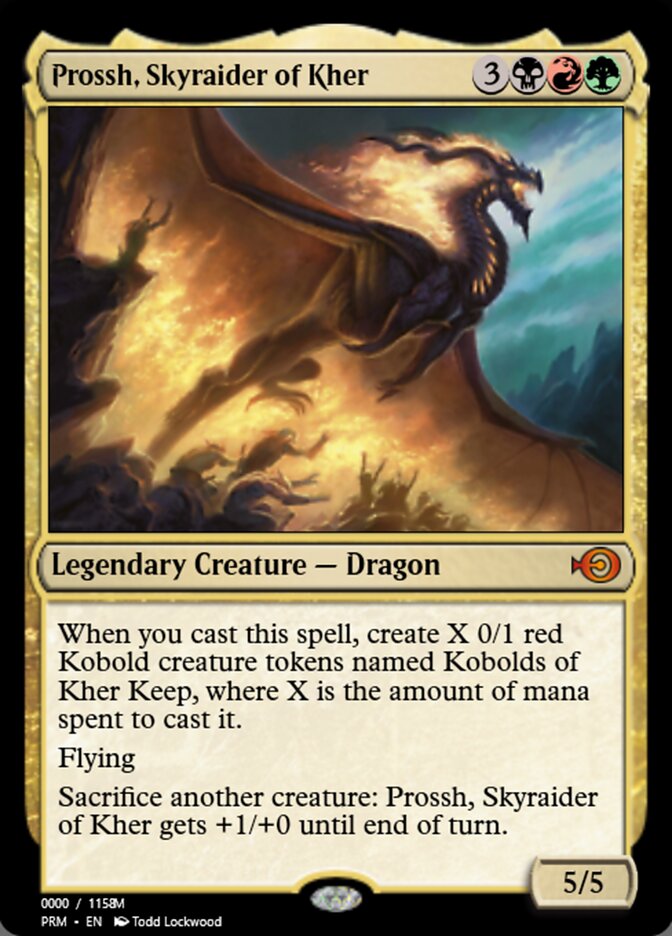 Prossh, Skyraider of Kher 3
Legendary Creature — Dragon
When you cast this spell, create X 0/1 red
Kobold creature tokens named Kobolds of
Kher Keep, where X is the amount of mana
spent to cast it.
Flying
Sacrifice another creature: Prossh, Skyraider
of Kher gets +1/+0 until end of turn.
5/5
0000 / 1158M
PRM • EN Todd Lockwood